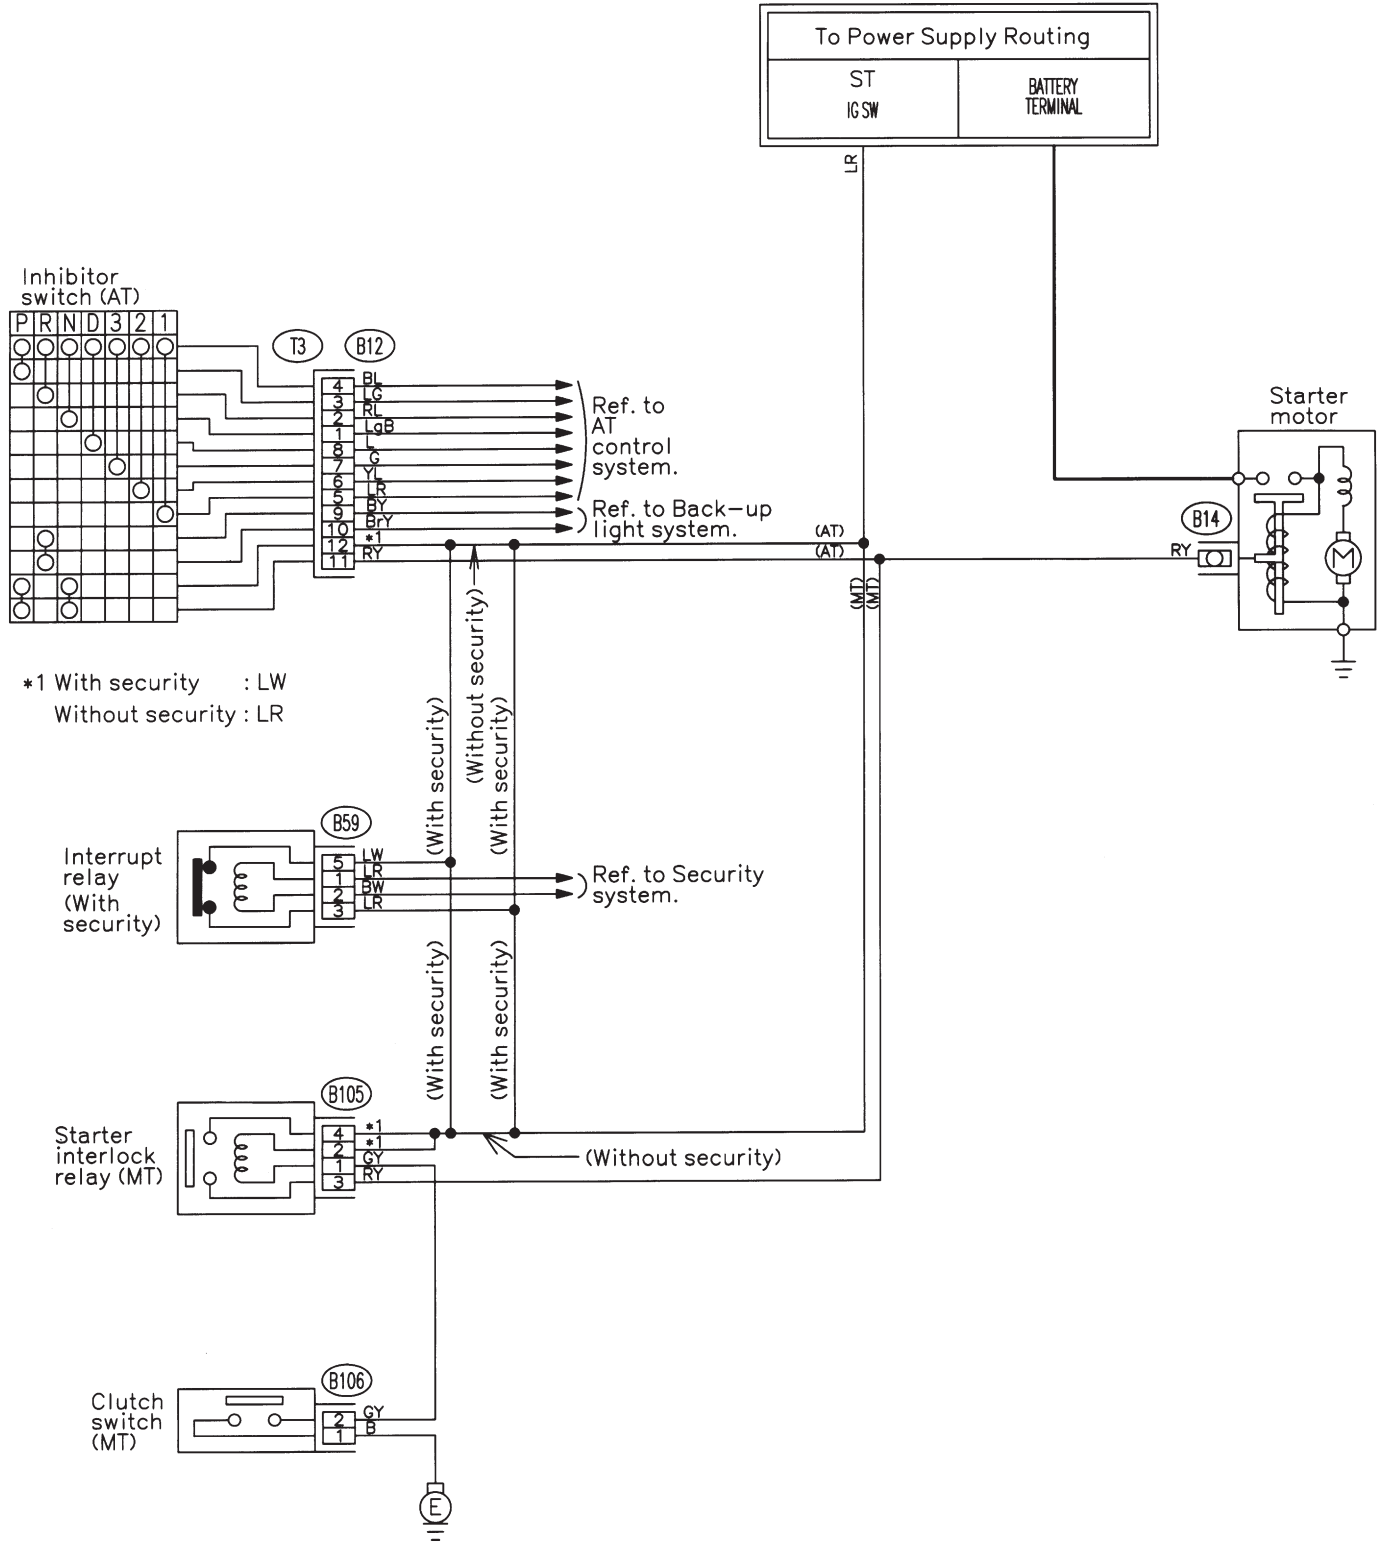 To Power Supply Routing
ST
IG SW
BATTERY
TERMINAL
LR
Inhibitor
switch (AT)
P R N D 3 2 1
T3
B12
4 BL
3 LG
2 RL
1 LgB
8 L
7 G
6 YL
5 LR
9 BY
10 BrY
12 *1
11 RY
Ref. to
AT
control
system.
Ref. to Back-up
light system.
(AT)
(AT)
(MT)
(MT)
Starter
motor
B14
RY
M
*1 With security : LW
Without security : LR
(With security)
(Without security)
(With security)
Interrupt
relay
(With
security)
B59
5 LW
1 LR
2 BW
3 LR
Ref. to Security
system.
(With security)
(With security)
Starter
interlock
relay (MT)
B105
4 *1
2 *1
1 GY
3 RY
(Without security)
Clutch
switch
(MT)
B106
2 GY
1 B
E